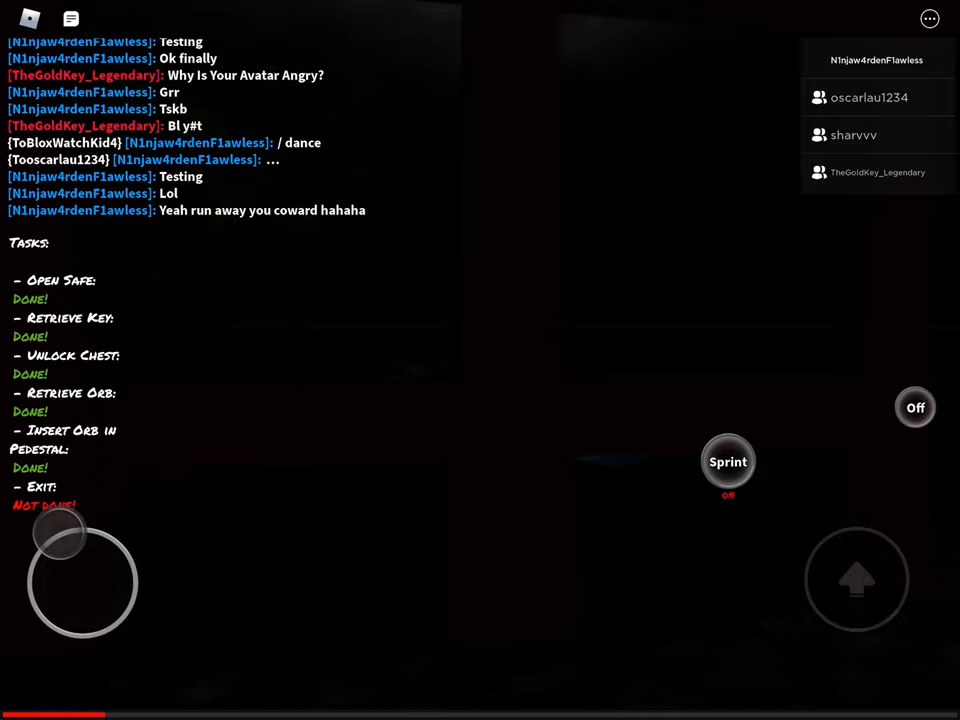 [N1njaw4rdenF1awless]: Testing
[N1njaw4rdenF1awless]: Ok finally
[TheGoldKey_Legendary]: Why Is Your Avatar Angry?
[N1njaw4rdenF1awless]: Grr
[N1njaw4rdenF1awless]: Tskb
[TheGoldKey_Legendary]: Bl y#t
{ToBloxWatchKid4} [N1njaw4rdenF1awless]: / dance
{Tooscarlau1234} [N1njaw4rdenF1awless]: ...
[N1njaw4rdenF1awless]: Testing
[N1njaw4rdenF1awless]: Lol
[N1njaw4rdenF1awless]: Yeah run away you coward hahaha
Tasks:
- Open Safe:
Done!
- Retrieve Key:
Done!
- Unlock Chest:
Done!
- Retrieve Orb:
Done!
- Insert Orb in
Pedestal:
Done!
- Exit:
Not done!
N1njaw4rdenF1awless
oscarlau1234
sharvvv
TheGoldKey_Legendary
Off
Sprint
Off